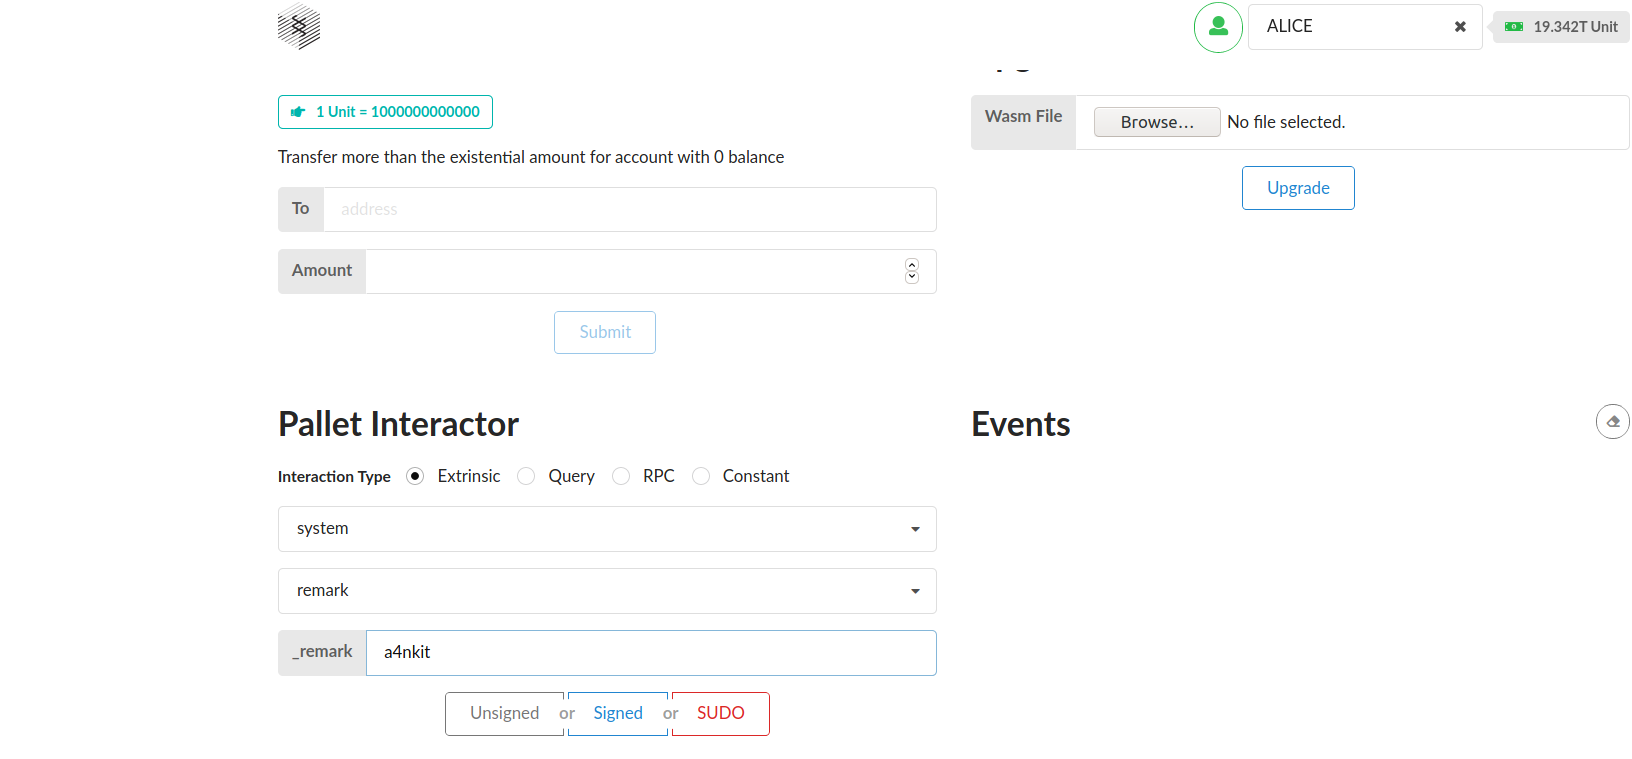 ALICE
19.342T Unit
1 Unit = 1000000000000
Transfer more than the existential amount for account with 0 balance
To address
Amount
Submit
Wasm File Browse... No file selected.
Upgrade
Pallet Interactor
Interaction Type Extrinsic Query RPC Constant
system
remark
_remark a4nkit
Unsigned or Signed or SUDO
Events